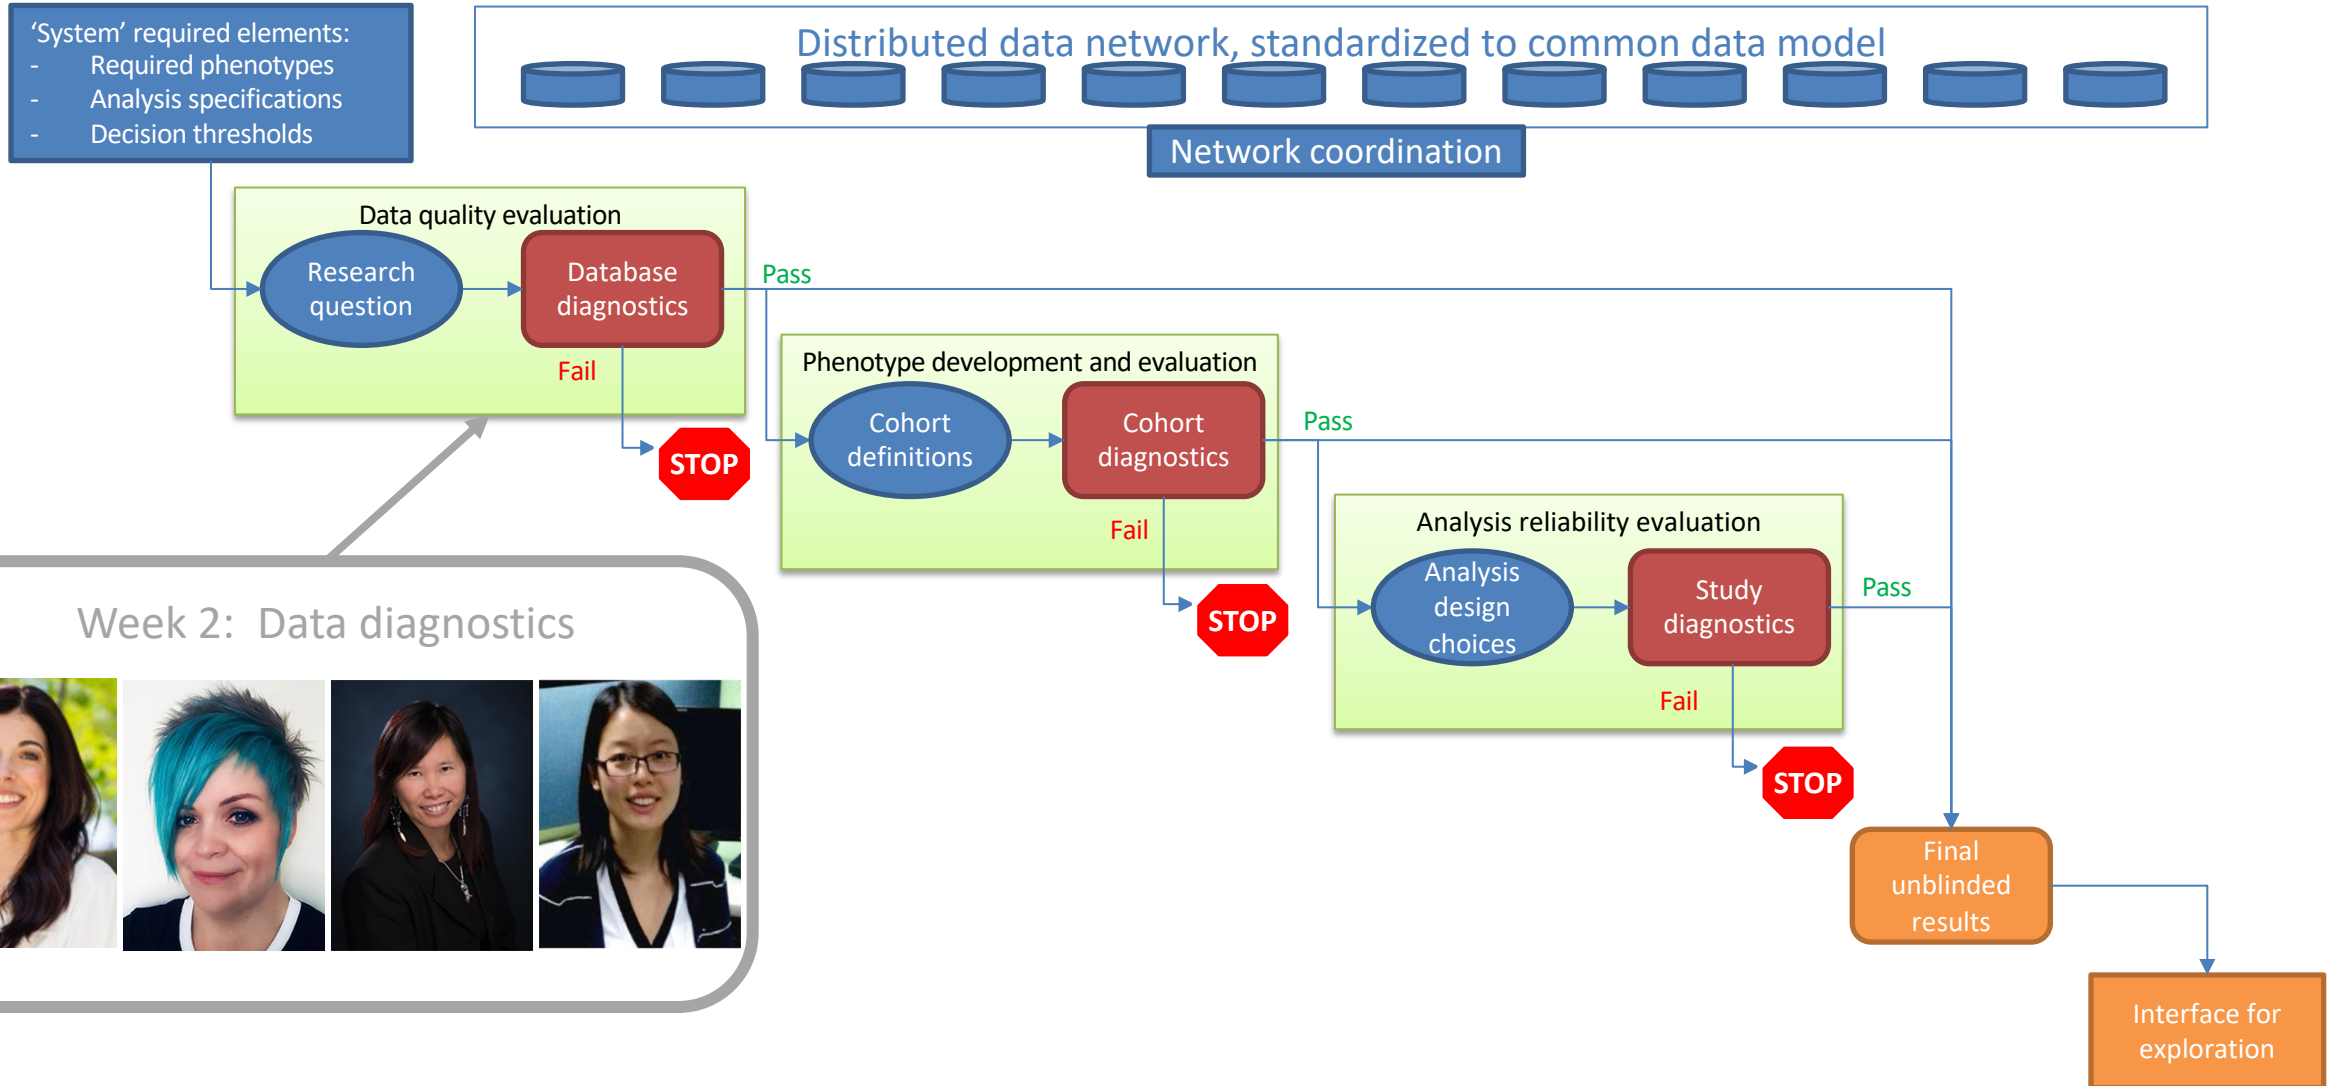 ‘System’ required elements:
- Required phenotypes
- Analysis specifications
- Decision thresholds
Distributed data network, standardized to common data model
Network coordination
Data quality evaluation
Research
question
Database
diagnostics
Pass
Fail
STOP
Phenotype development and evaluation
Cohort
definitions
Cohort
diagnostics
Pass
Fail
STOP
Analysis reliability evaluation
Analysis
design
choices
Study
diagnostics
Pass
Fail
STOP
Week 2: Data diagnostics
Final
unblinded
results
Interface for
exploration